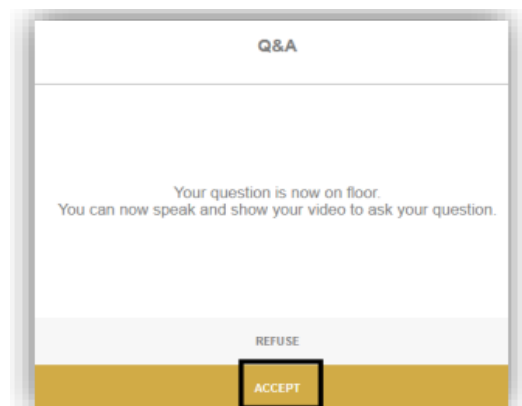 Q&A
Your question is now on floor.
You can now speak and show your video to ask your question.
REFUSE
ACCEPT